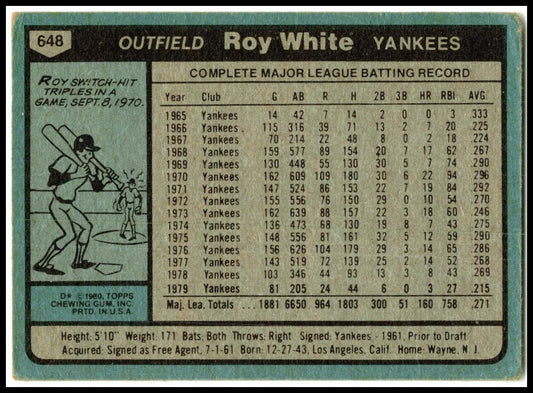 648
OUTFIELD Roy White YANKEES
ROY SWITCH-HIT
TRIPLES IN A
GAME, SEPT. 8, 1970.
D* © 1980, TOPPS
CHEWING GUM, INC.
PRTD. IN U.S.A.
COMPLETE MAJOR LEAGUE BATTING RECORD
Year Club G AB R H 2B 3B HR RBI AVG.
1965 Yankees 14 42 7 14 2 0 0 3 .333
1966 Yankees 115 316 39 71 13 2 7 20 .225
1967 Yankees 70 214 22 48 8 0 2 18 .224
1968 Yankees 159 577 89 154 20 7 17 62 .267
1969 Yankees 130 448 55 130 30 5 7 74 .290
1970 Yankees 162 609 109 180 30 6 22 94 .296
1971 Yankees 147 524 86 153 22 7 19 84 .292
1972 Yankees 155 556 76 150 29 0 10 54 .270
1973 Yankees 162 639 88 157 22 3 18 60 .246
1974 Yankees 136 473 68 130 19 8 7 43 .275
1975 Yankees 148 556 81 161 32 5 12 59 .290
1976 Yankees 156 626 104 179 29 3 14 65 .286
1977 Yankees 143 519 72 139 25 2 14 52 .268
1978 Yankees 103 346 44 93 13 3 8 43 .269
1979 Yankees 81 205 24 44 6 0 3 27 .215
Maj. Lea. Totals . . . 1881 6650 964 1803 300 51 160 758 .271
Height: 5'10" Weight: 171 Bats: Both Throws: Right Signed: Yankees - 1961, Prior to Draft
Acquired: Signed as Free Agent, 7-1-61 Born: 12-27-43, Los Angeles, Calif. Home: Wayne, N. J.